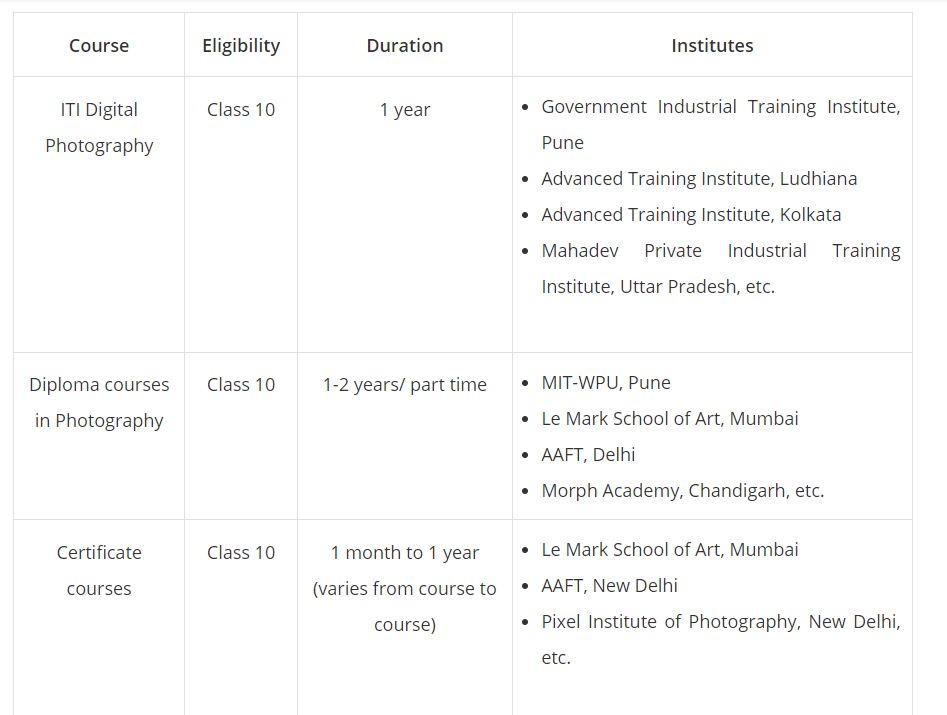 Course Eligibility Duration Institutes
ITI Digital
Photography
Class 10
1 year
• Government Industrial Training Institute,
Pune
• Advanced Training Institute, Ludhiana
• Advanced Training Institute, Kolkata
• Mahadev Private Industrial Training
Institute, Uttar Pradesh, etc.
Diploma courses
in Photography
Class 10
1-2 years/ part time
• MIT-WPU, Pune
• Le Mark School of Art, Mumbai
• AAFT, Delhi
• Morph Academy, Chandigarh, etc.
Certificate
courses
Class 10
1 month to 1 year
(varies from course to
course)
• Le Mark School of Art, Mumbai
• AAFT, New Delhi
• Pixel Institute of Photography, New Delhi,
etc.